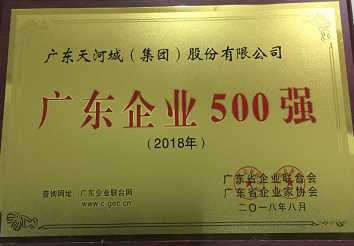 广东天河城（集团）股份有限公司
广东企业500强
（2018年）
查询网址：广东企业联合网
www.c-gec.cn
广东省企业联合会
广东省企业家协会
二〇一八年八月